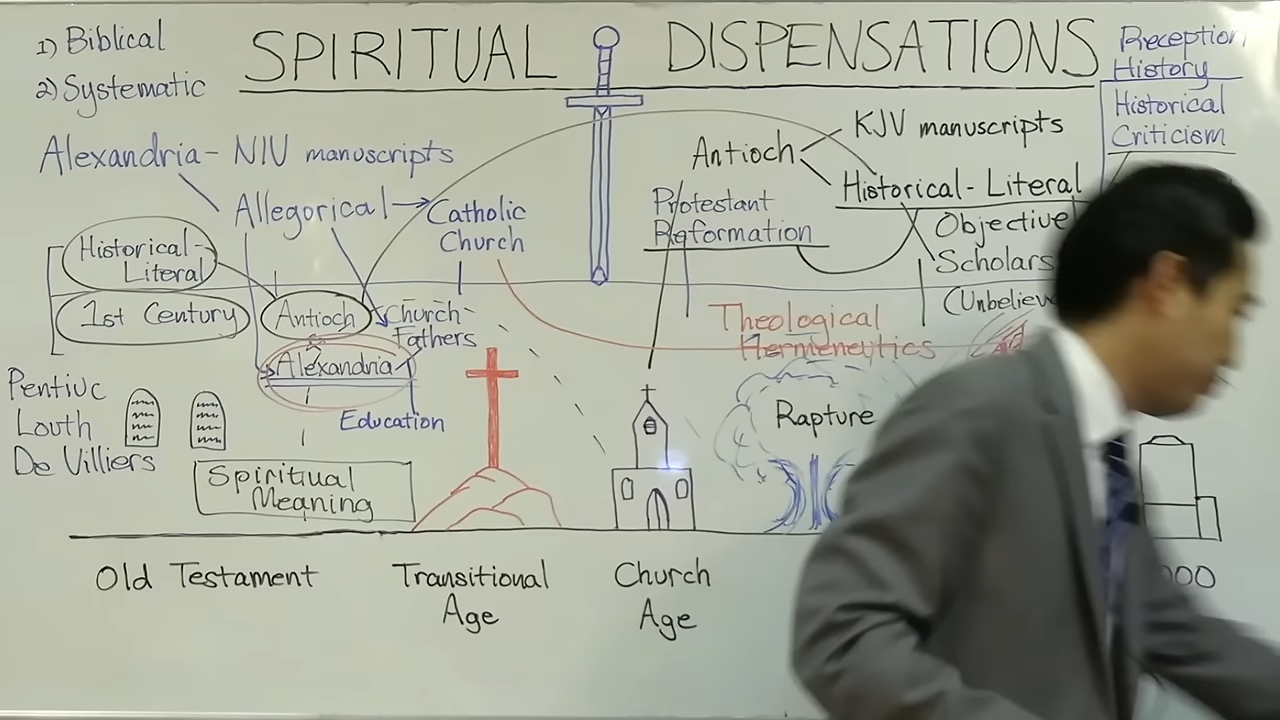 1) Biblical
2) Systematic
SPIRITUAL DISPENSATIONS
Reception
History
Historical
Criticism
Alexandria - NIV manuscripts
Allegorical
Catholic
Church
Antioch
KJV manuscripts
Historical - Literal
Protestant
Reformation
Objective
Scholars
Historical -
Literal
1st Century
Antioch
Church
Fathers
Alexandria
Education
Theological
Hermeneutics
Pentiuc
Louth
De Villiers
Spiritual
Meaning
Rapture
Old Testament
Transitional
Age
Church
Age